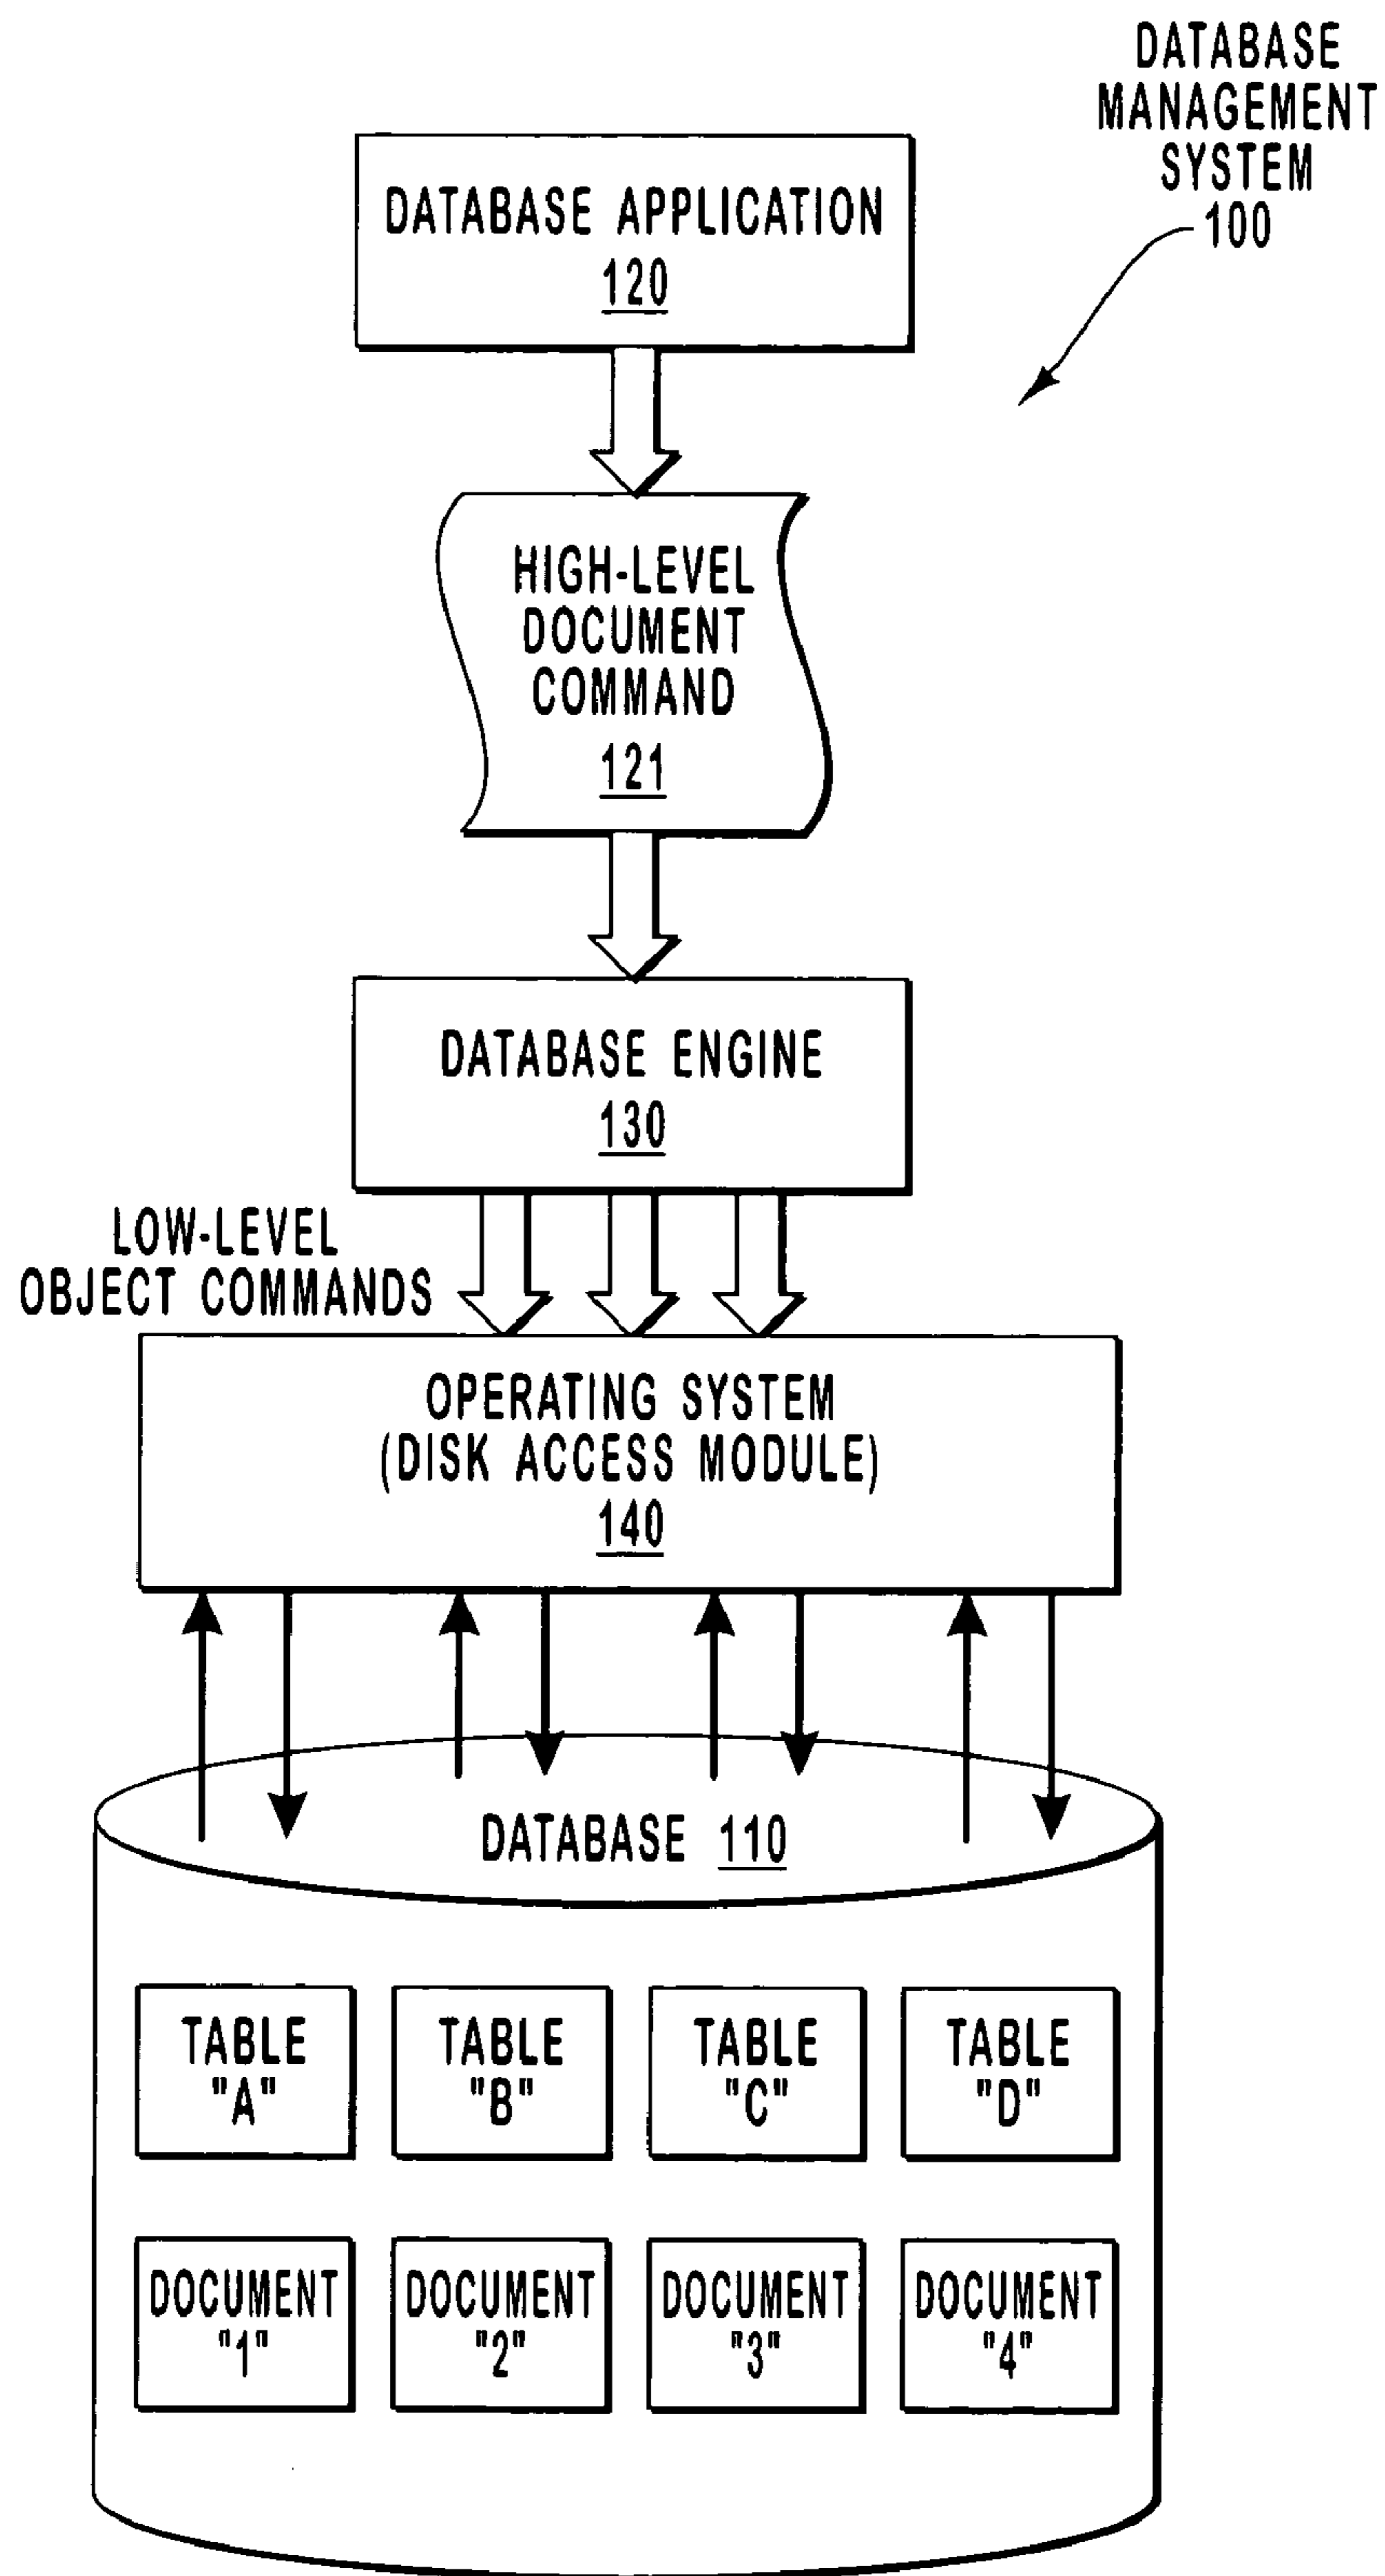 DATABASE
MANAGEMENT
SYSTEM
100
DATABASE APPLICATION
120
HIGH-LEVEL
DOCUMENT
COMMAND
121
DATABASE ENGINE
130
LOW-LEVEL
OBJECT COMMANDS
OPERATING SYSTEM
(DISK ACCESS MODULE)
140
DATABASE 110
TABLE
"A"
TABLE
"B"
TABLE
"C"
TABLE
"D"
DOCUMENT
"1"
DOCUMENT
"2"
DOCUMENT
"3"
DOCUMENT
"4"